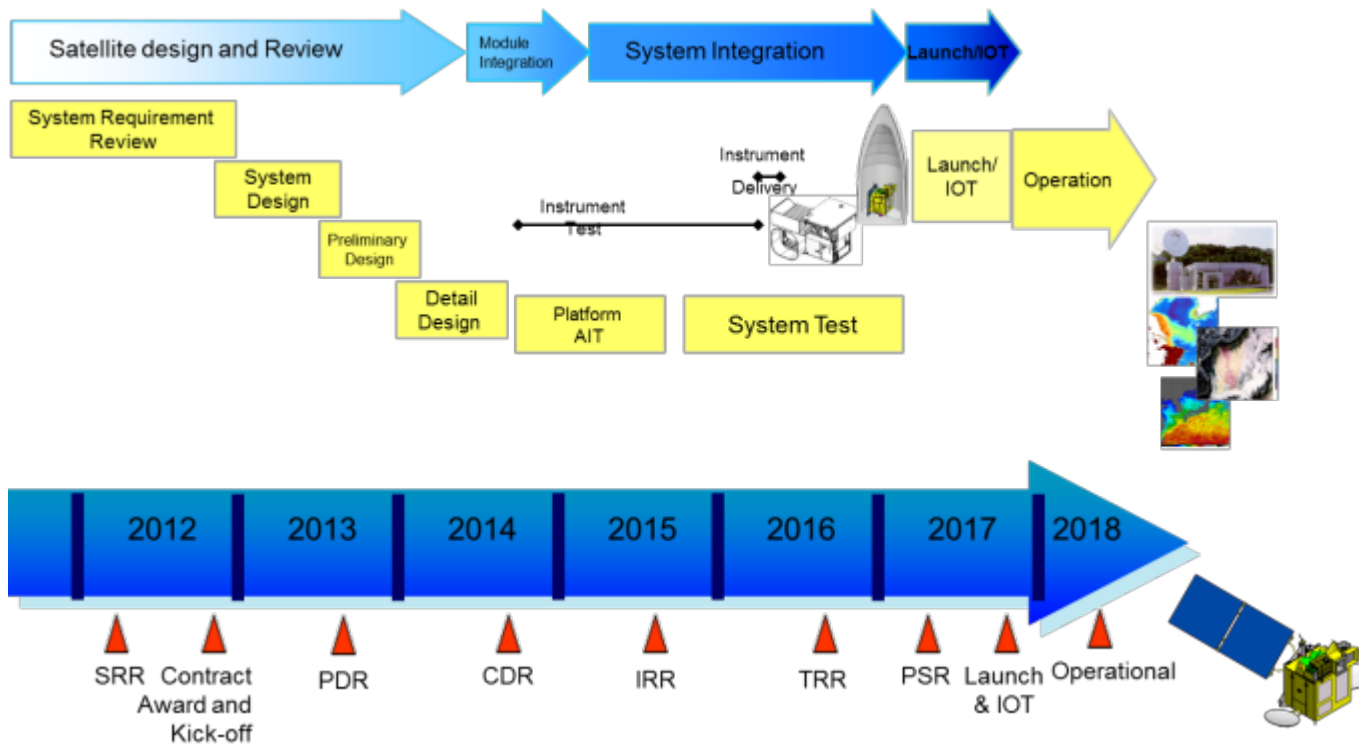 Satellite design and Review
Module
Integration
System Integration
Launch/IOT
System Requirement
Review
System
Design
Preliminary
Design
Detail
Design
Instrument
Test
Platform
AIT
Instrument
Delivery
System Test
Launch/
IOT
Operation
2012
2013
2014
2015
2016
2017
2018
SRR
Contract
Award and
Kick-off
PDR
CDR
IRR
TRR
PSR
Launch
& IOT
Operational